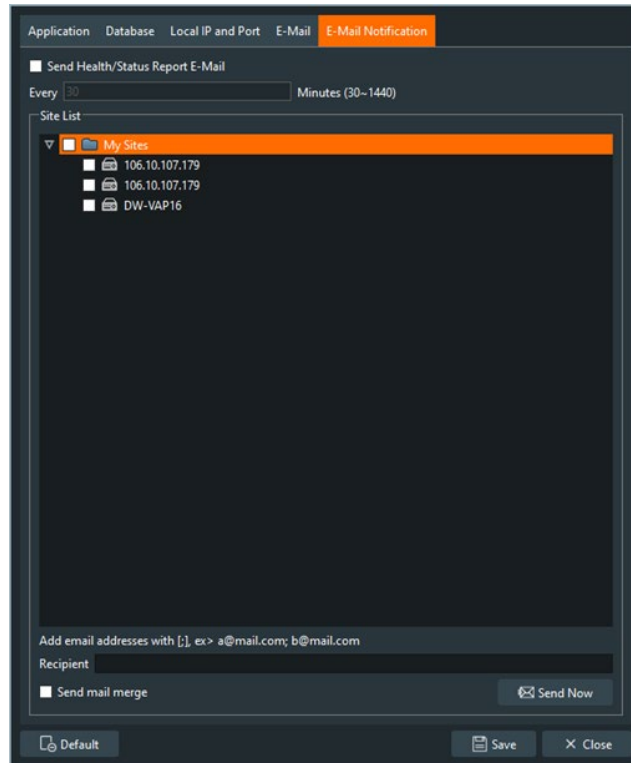 Application Database Local IP and Port E-Mail E-Mail Notification
Send Health/Status Report E-Mail
Every 30 Minutes (30~1440)
Site List
My Sites
106.10.107.179
106.10.107.179
DW-VAP16
Add email addresses with [;], ex> a@mail.com; b@mail.com
Recipient
Send mail merge Send Now
Default Save Close